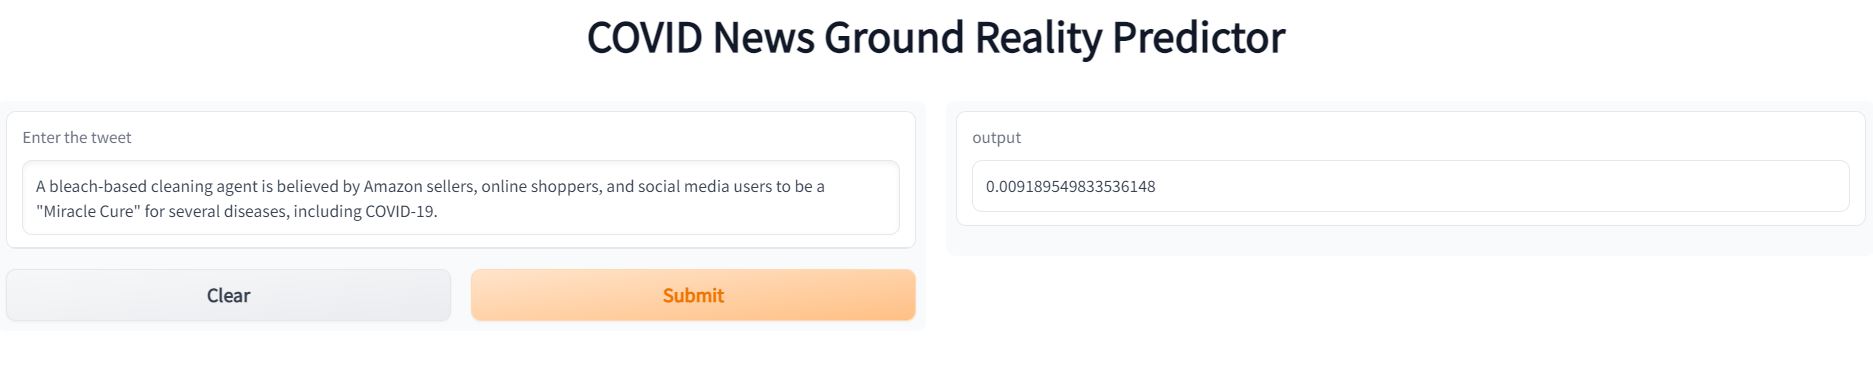 COVID News Ground Reality Predictor
Enter the tweet
A bleach-based cleaning agent is believed by Amazon sellers, online shoppers, and social media users to be a
"Miracle Cure" for several diseases, including COVID-19.
Clear
Submit
output
0.009189549833536148